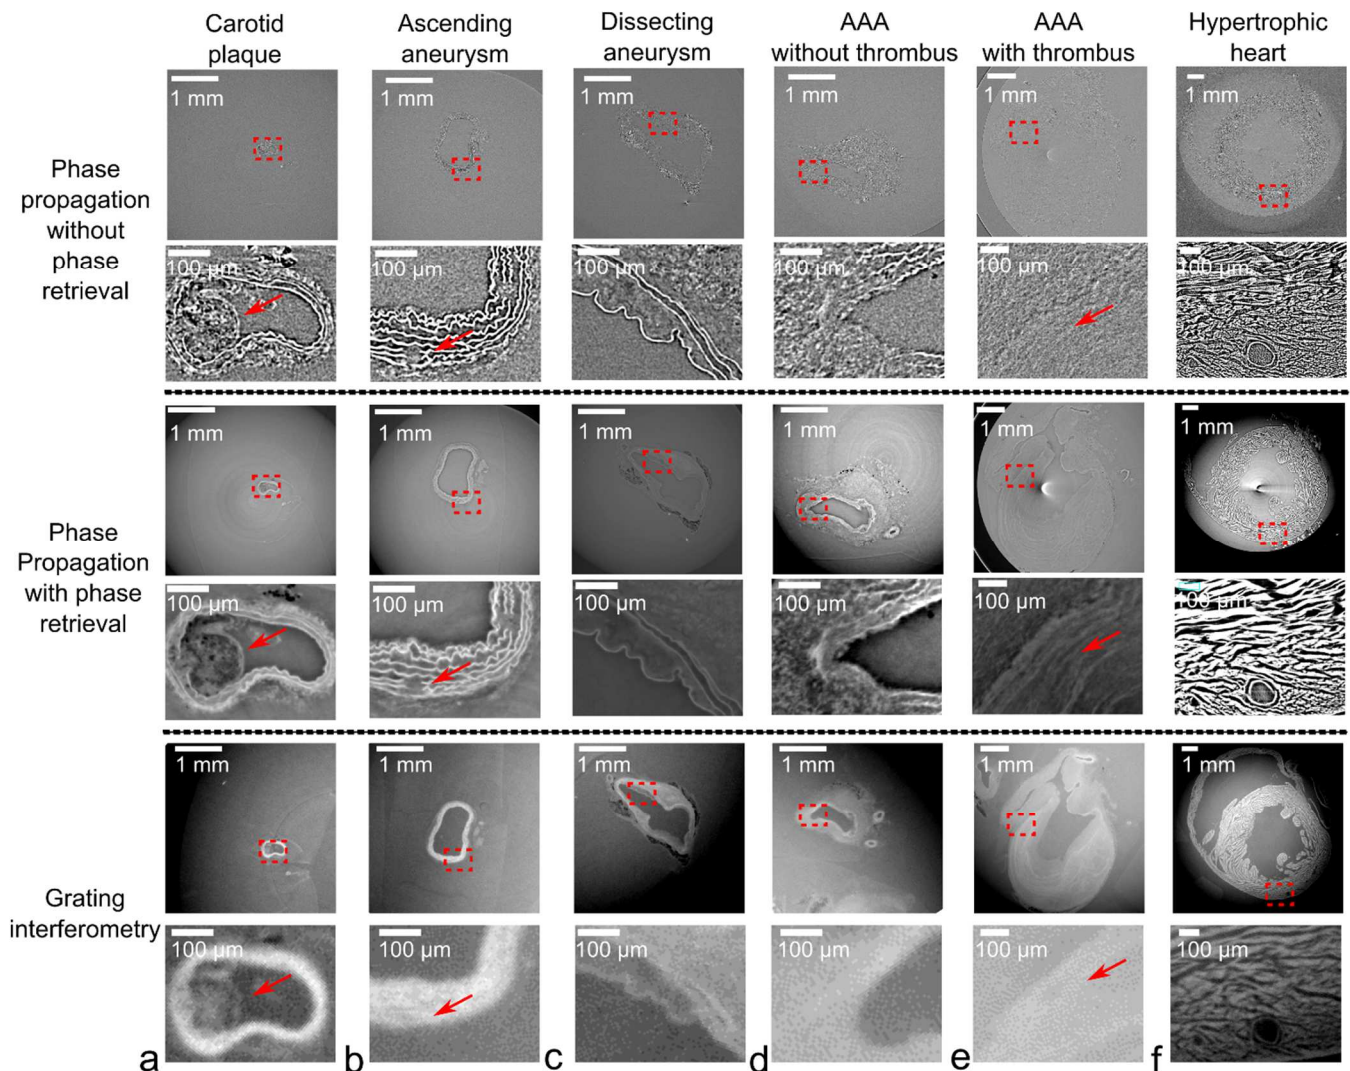 Carotid
plaque
Ascending
aneurysm
Dissecting
aneurysm
AAA
without thrombus
AAA
with thrombus
Hypertrophic
heart
Phase
propagation
without
phase
retrieval
1 mm
1 mm
1 mm
1 mm
1 mm
1 mm
100 µm
100 µm
100 µm
100 µm
100 µm
100 µm
Phase
Propagation
with phase
retrieval
1 mm
1 mm
1 mm
1 mm
1 mm
1 mm
100 µm
100 µm
100 µm
100 µm
100 µm
100 µm
Grating
interferometry
1 mm
1 mm
1 mm
1 mm
1 mm
1 mm
100 µm
100 µm
100 µm
100 µm
100 µm
100 µm
a
b
c
d
e
f